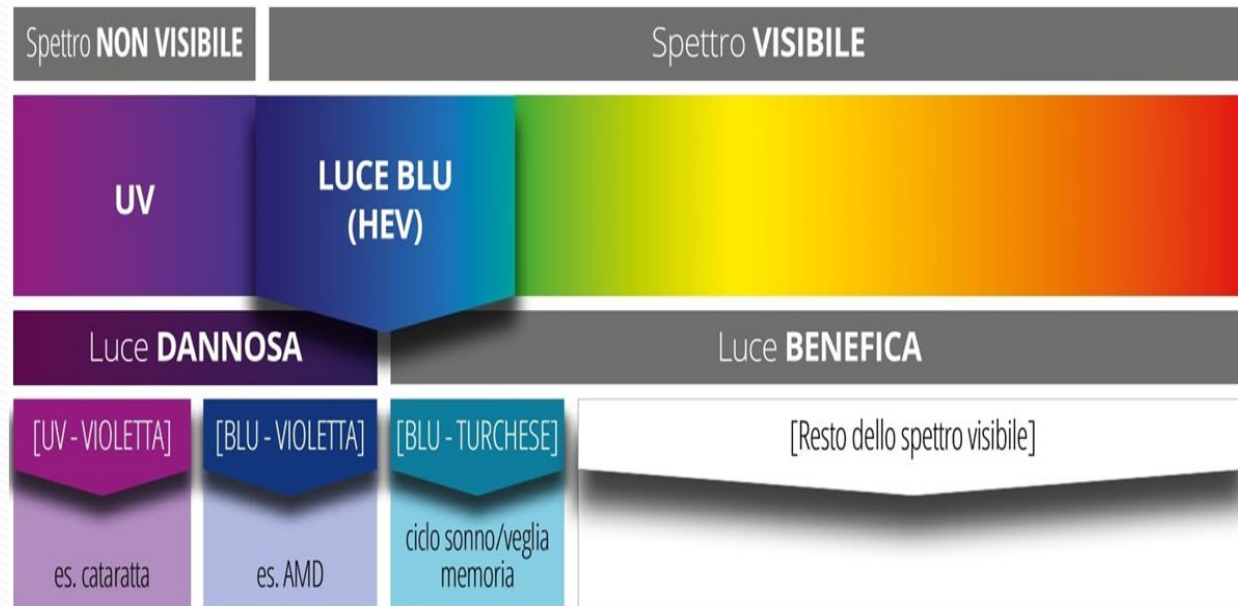 Spettro NON VISIBILE
Spettro VISIBILE
UV
LUCE BLU
(HEV)
Luce DANNOSA
Luce BENEFICA
[UV - VIOLETTA]
[BLU - VIOLETTA]
[BLU - TURCHESE]
[Resto dello spettro visibile]
es. cataratta
es. AMD
ciclo sonno/veglia
memoria